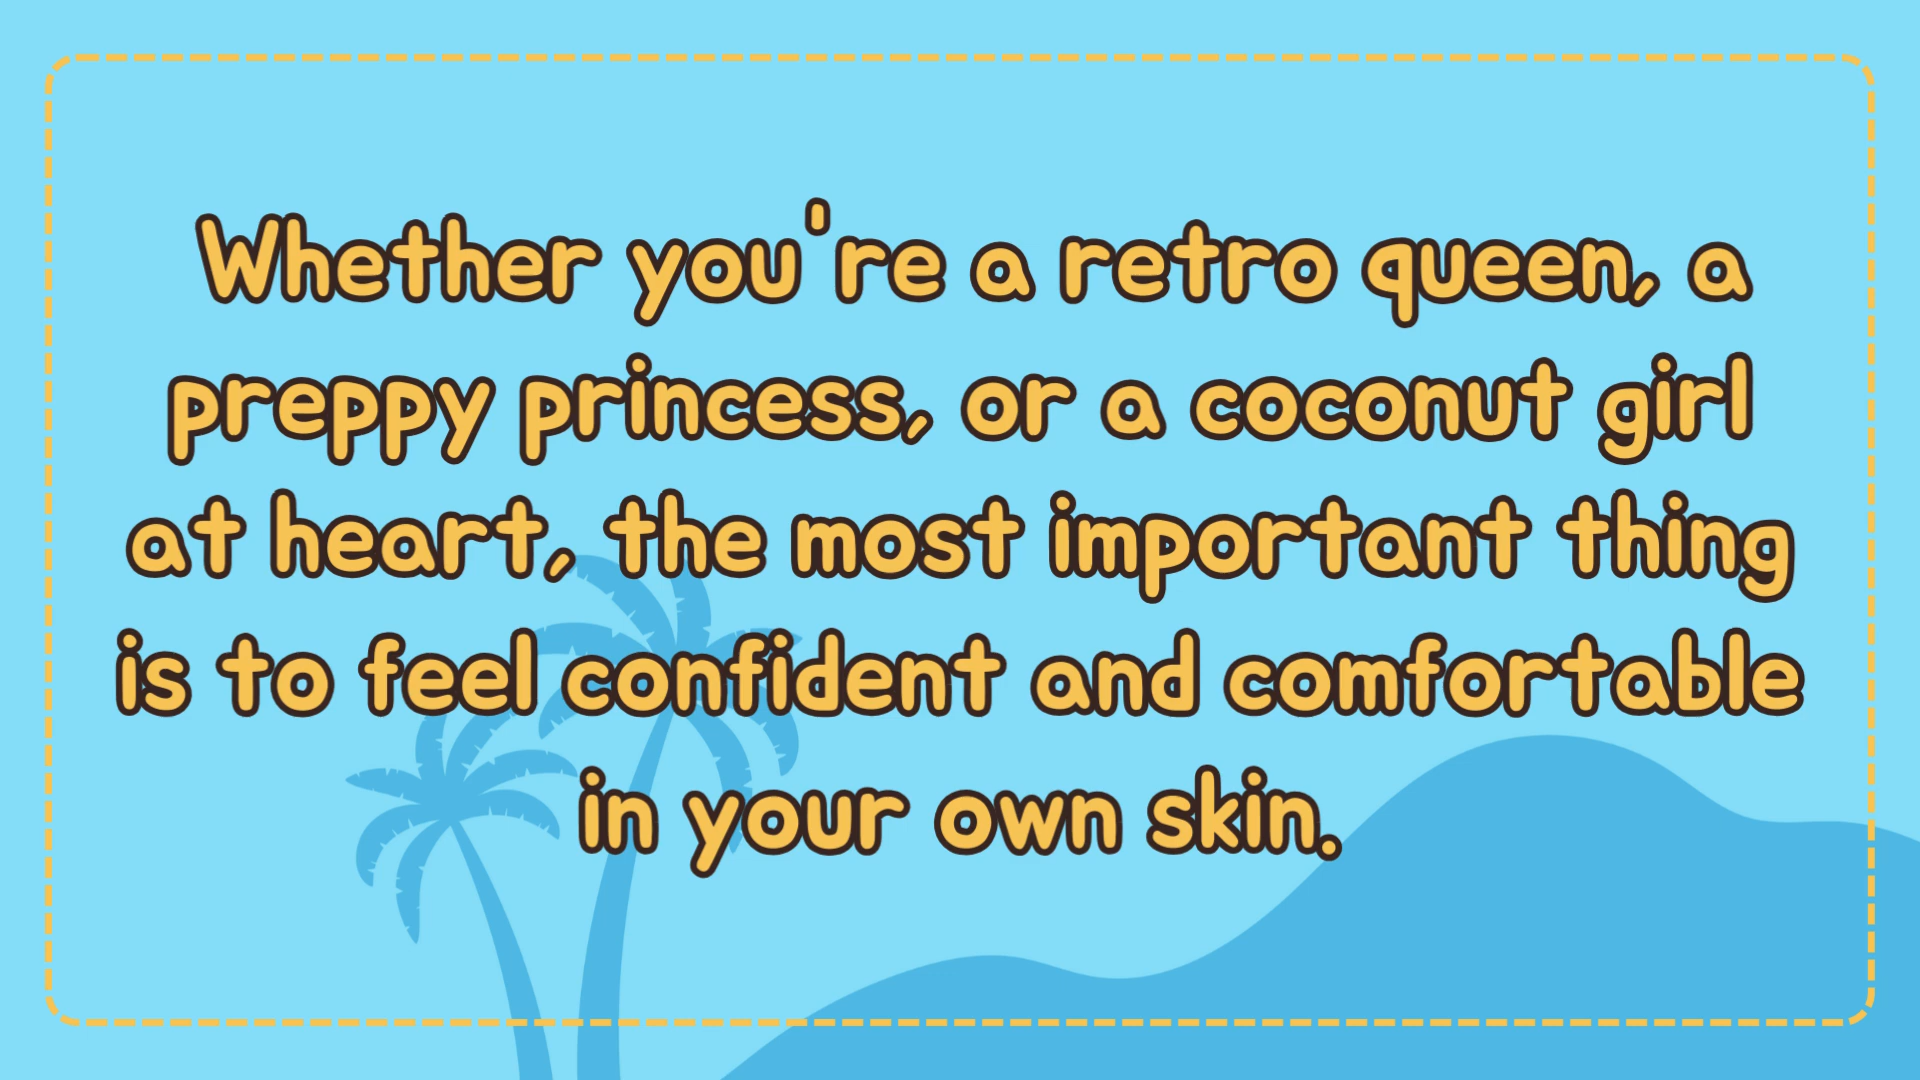 Whether you're a retro queen, a
preppy princess, or a coconut girl
at heart, the most important thing
is to feel confident and comfortable
in your own skin.